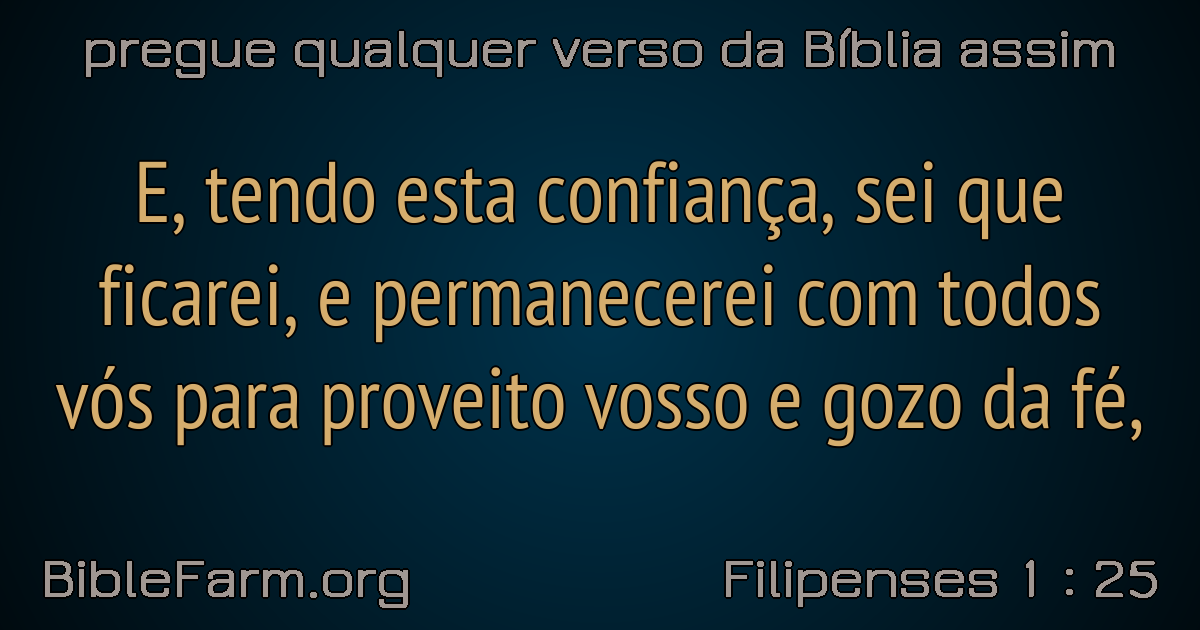 pregue qualquer verso da Bíblia assim
E, tendo esta confiança, sei que
ficarei, e permanecerei com todos
vós para proveito vosso e gozo da fé,
BibleFarm.org
Filipenses 1 : 25